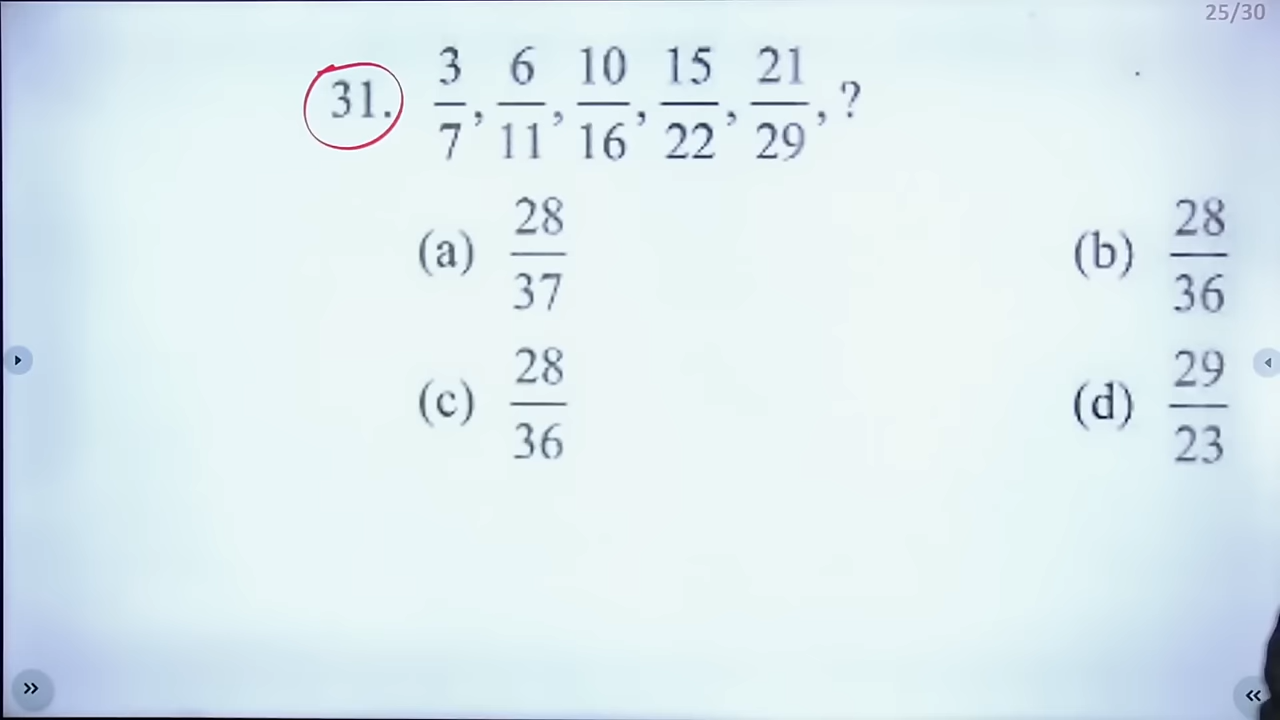 25/30
31. 3/7, 6/11, 10/16, 15/22, 21/29, ?
(a) 28/37 (b) 28/36
(c) 28/36 (d) 29/23